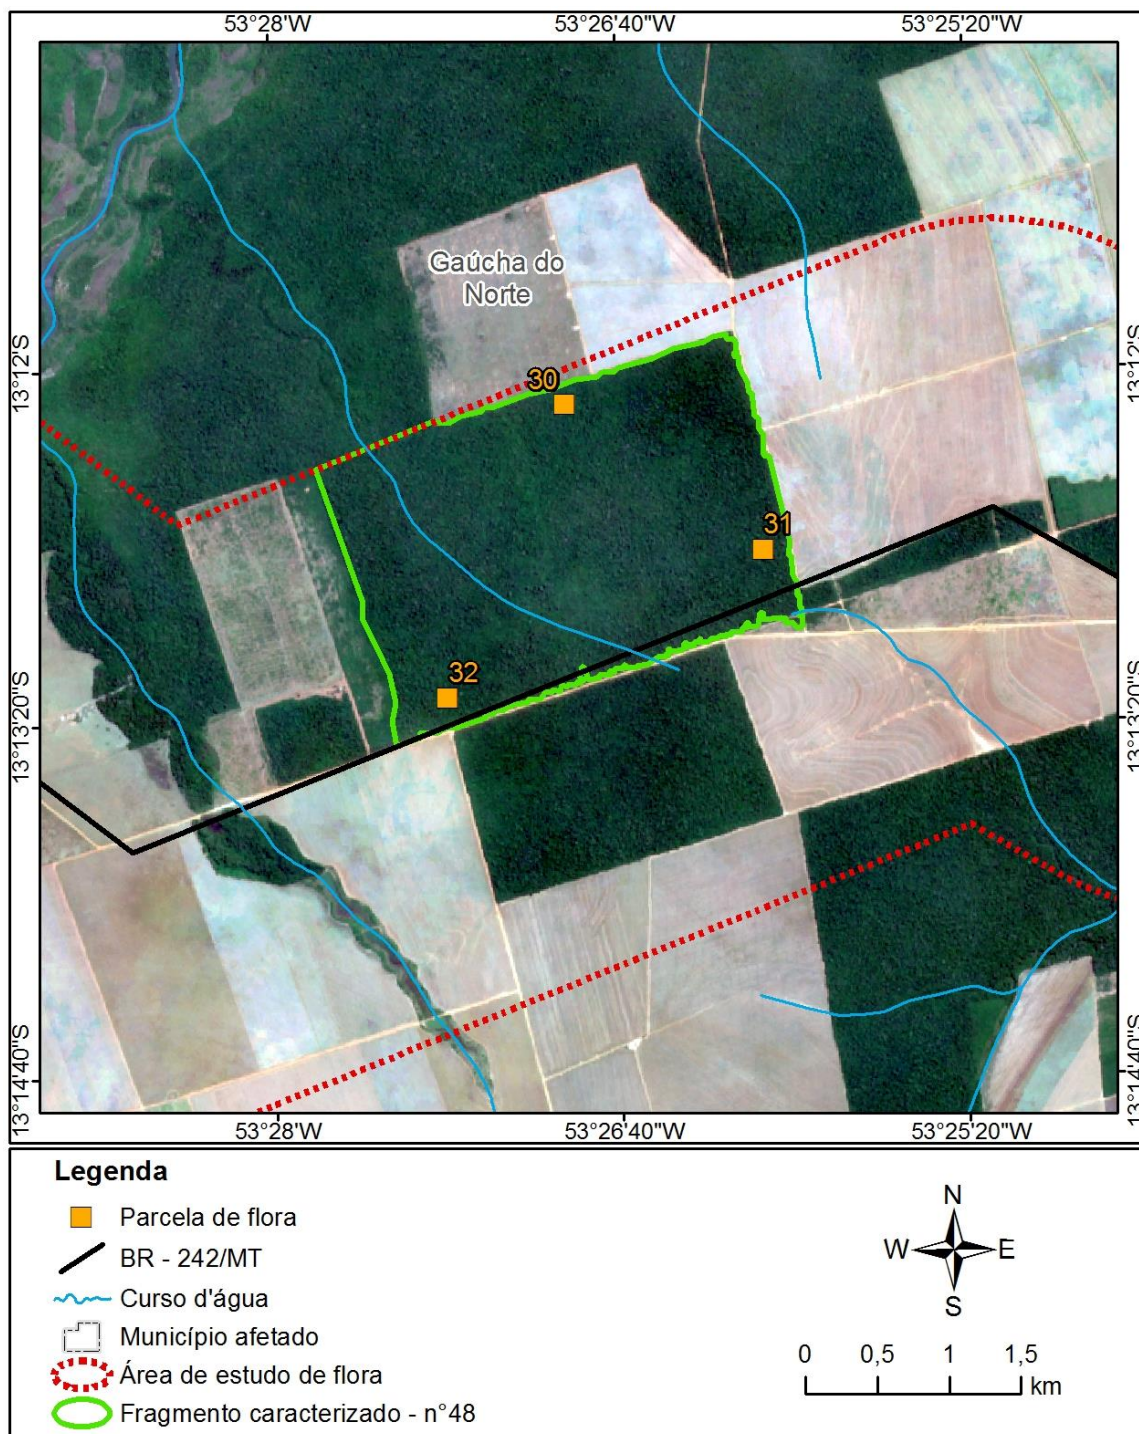 53°28'W 53°26'40"W 53°25'20"W
Gaúcha do
Norte
13°12'S 13°12'S
30
31
32
13°13'20"S 13°13'20"S
13°14'40"S 13°14'40"S
53°28'W 53°26'40"W 53°25'20"W
Legenda
Parcela de flora
BR - 242/MT
Curso d'água
Município afetado
Área de estudo de flora
Fragmento caracterizado - n°48
N
W E
S
0 0,5 1 1,5
km